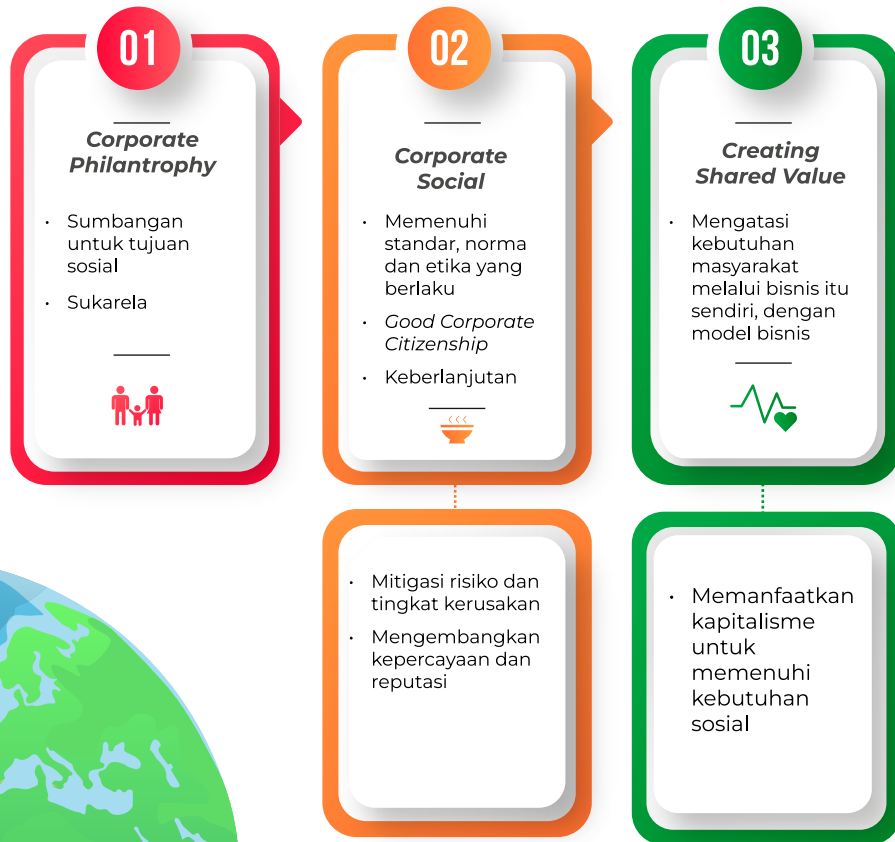 01
Corporate
Philantrophy
• Sumbangan
untuk tujuan
sosial
• Sukarela
02
Corporate
Social
• Memenuhi
standar, norma
dan etika yang
berlaku
• Good Corporate
Citizenship
• Keberlanjutan
• Mitigasi risiko dan
tingkat kerusakan
• Mengembangkan
kepercayaan dan
reputasi
03
Creating
Shared Value
• Mengatasi
kebutuhan
masyarakat
melalui bisnis itu
sendiri, dengan
model bisnis
• Memanfaatkan
kapitalisme
untuk
memenuhi
kebutuhan
sosial